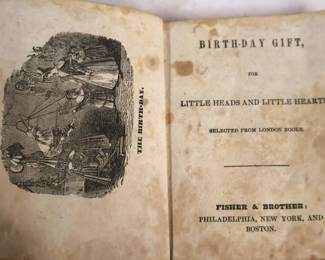 THE BIRTH-DAY.
BIRTH-DAY GIFT,
FOR
LITTLE HEADS AND LITTLE HEARTS
SELECTED FROM LONDON BOOKS.
FISHER & BROTHER:
PHILADELPHIA, NEW YORK, AND
BOSTON.